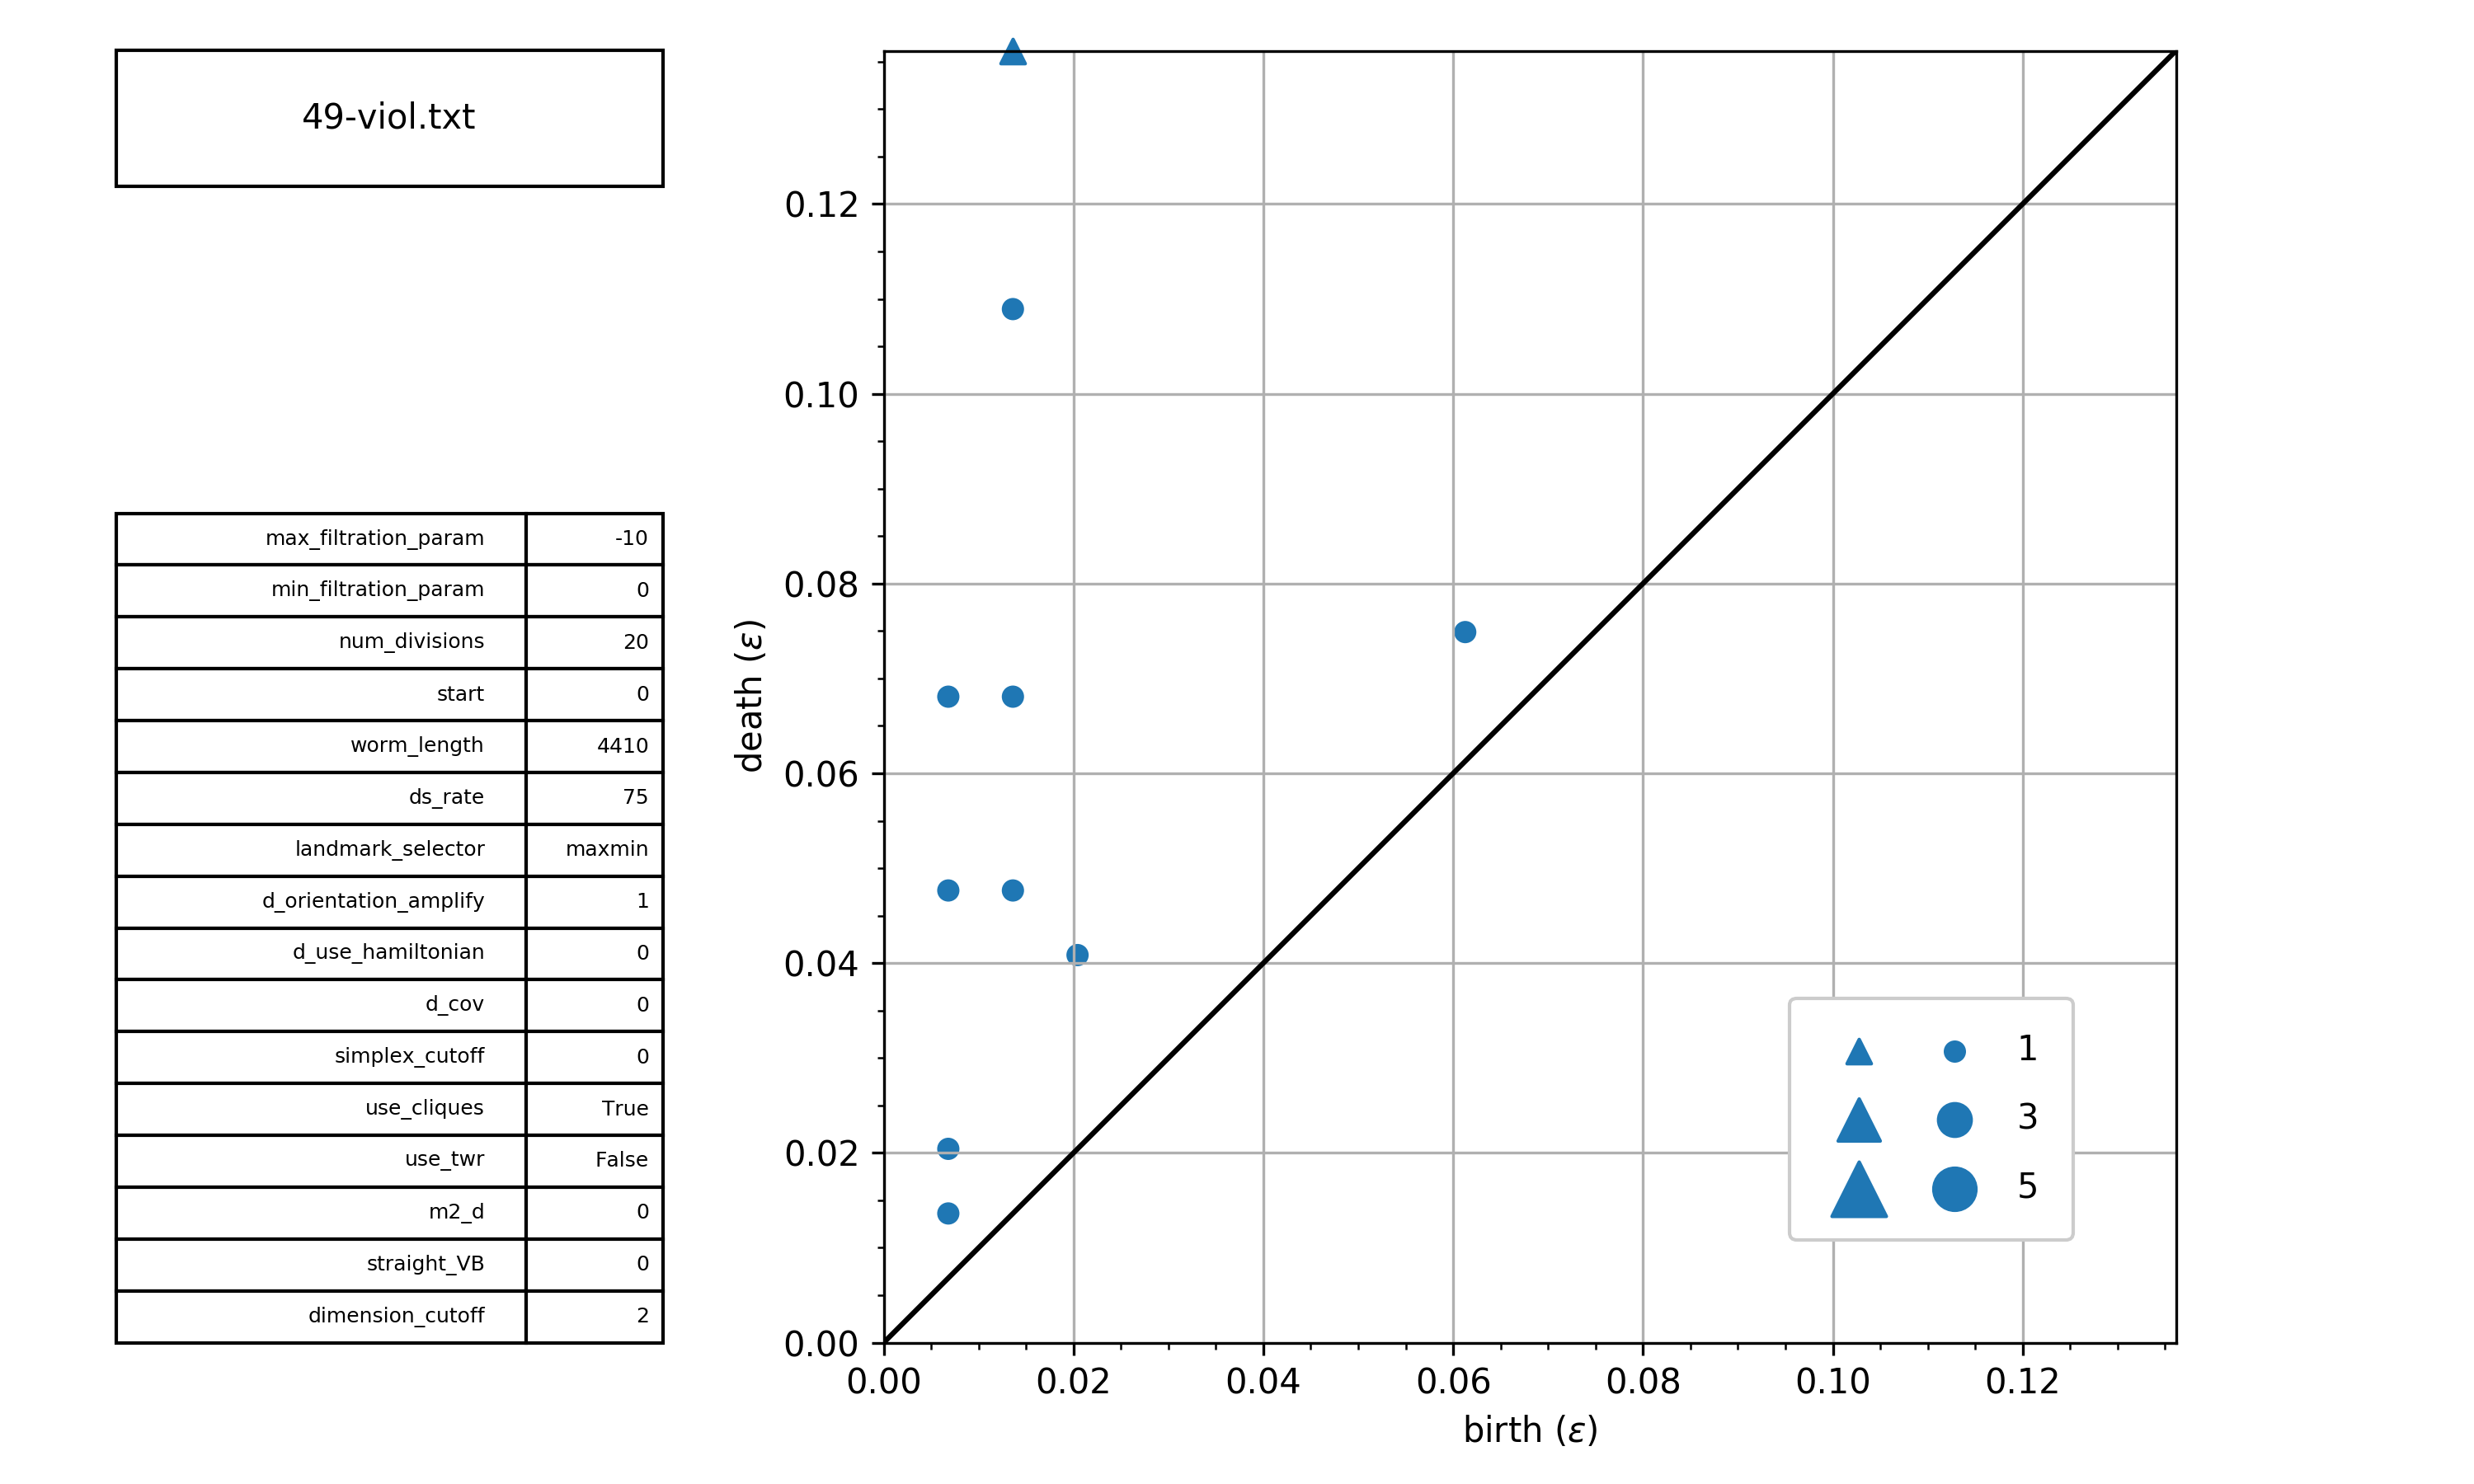 49-viol.txt
max_filtration_param -10
min_filtration_param 0
num_divisions 20
start 0
worm_length 4410
ds_rate 75
landmark_selector maxmin
d_orientation_amplify 1
d_use_hamiltonian 0
d_cov 0
simplex_cutoff 0
use_cliques True
use_twr False
m2_d 0
straight_VB 0
dimension_cutoff 2
death (ε)
0.12
0.10
0.08
0.06
0.04
0.02
0.00
0.00 0.02 0.04 0.06 0.08 0.10 0.12
birth (ε)
1
3
5